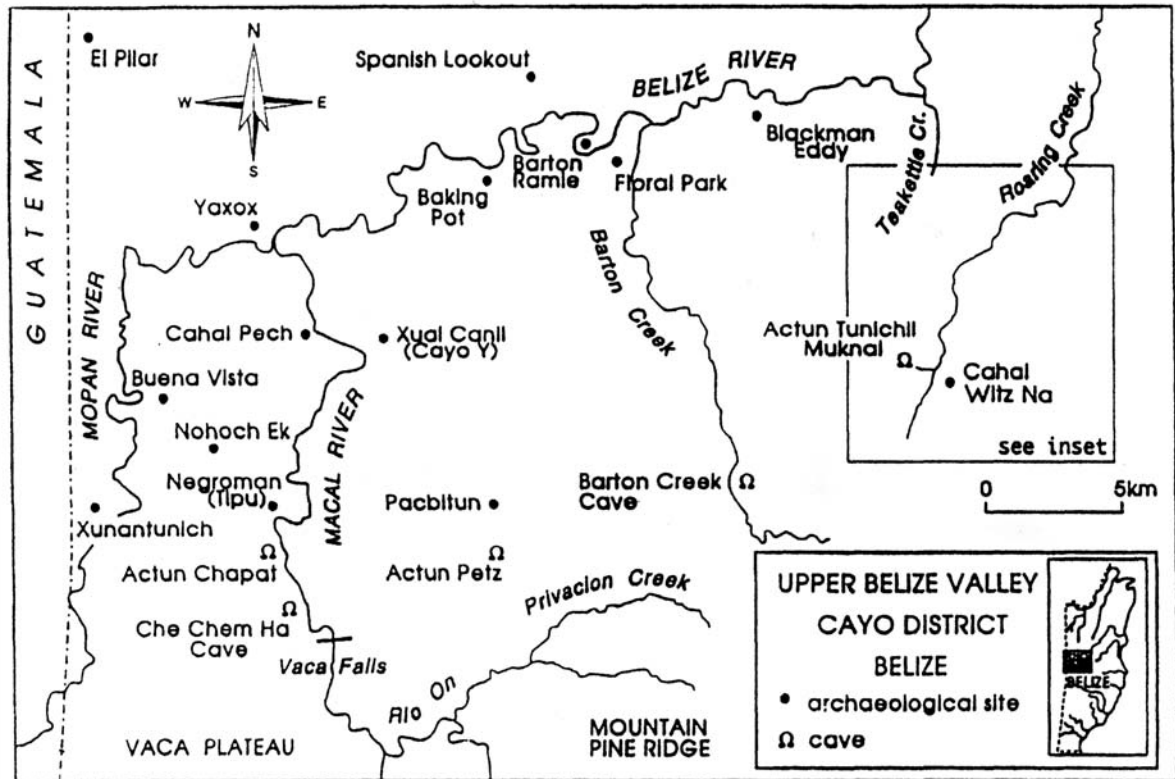 GUATEMALA
El Pilar
N
W
E
S
Spanish Lookout
BELIZE RIVER
Blackman
Eddy
Teakettle Cr.
Roaring Creek
Barton
Ramie
Floral Park
Baking
Pot
Yaxox
MOPAN RIVER
Barton Creek
Cahal Pech
Xual Canil
(Cayo Y)
Actun Tunichil
Muknal
Ω
Cahal
Witz Na
see inset
Buena Vista
MACAL RIVER
Nohoch Ek
Negroman
(Tipu)
Xunantunich
Pacbitun
Barton Creek
Cave
Ω
0 5km
Ω
Actun Chapat
Ω
Actun Petz
Ω
Che Chem Ha
Cave
Vaca Falls
Privacion Creek
Rio On
VACA PLATEAU
MOUNTAIN
PINE RIDGE
UPPER BELIZE VALLEY
CAYO DISTRICT
BELIZE
• archaeological site
Ω cave
BELIZE